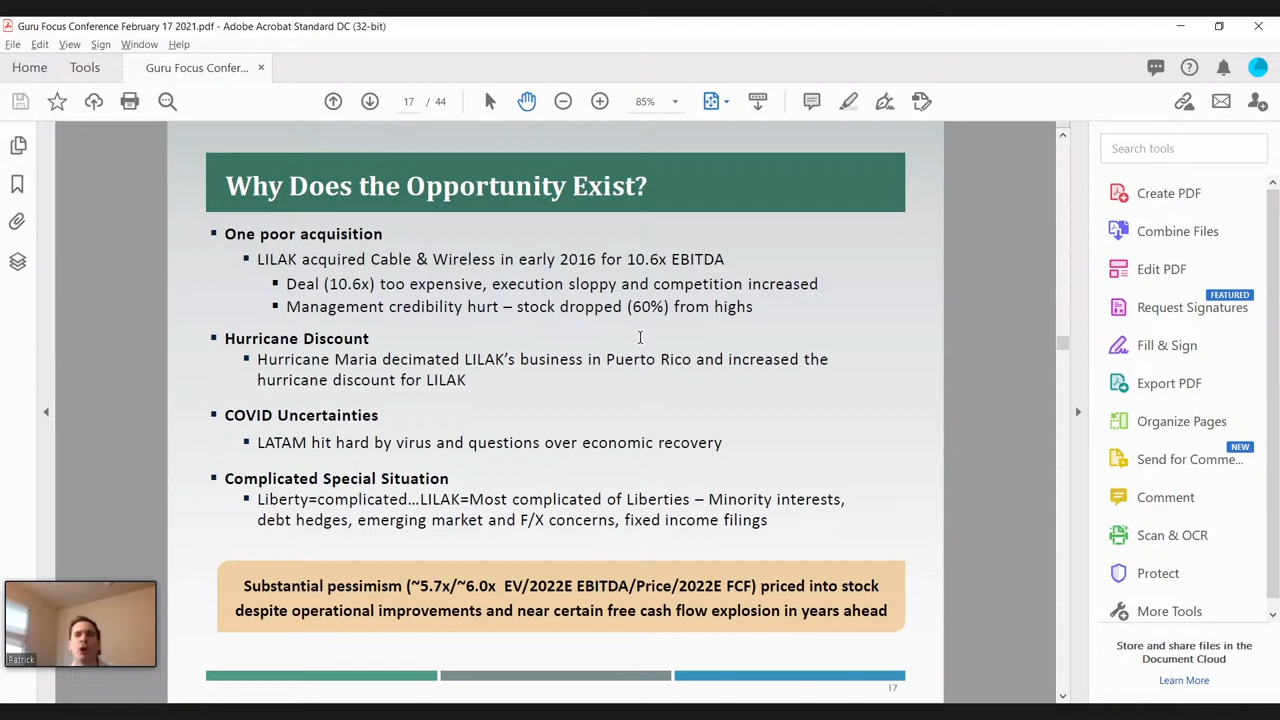 Guru Focus Conference February 17 2021.pdf - Adobe Acrobat Standard DC (32-bit)
File Edit View Sign Window Help
Home Tools Guru Focus Confer... ×
17 / 44 85%
Why Does the Opportunity Exist?
▪ One poor acquisition
▪ LILAK acquired Cable & Wireless in early 2016 for 10.6x EBITDA
▪ Deal (10.6x) too expensive, execution sloppy and competition increased
▪ Management credibility hurt – stock dropped (60%) from highs
▪ Hurricane Discount
▪ Hurricane Maria decimated LILAK's business in Puerto Rico and increased the
hurricane discount for LILAK
▪ COVID Uncertainties
▪ LATAM hit hard by virus and questions over economic recovery
▪ Complicated Special Situation
▪ Liberty=complicated...LILAK=Most complicated of Liberties – Minority interests,
debt hedges, emerging market and F/X concerns, fixed income filings
Substantial pessimism (~5.7x/~6.0x EV/2022E EBITDA/Price/2022E FCF) priced into stock
despite operational improvements and near certain free cash flow explosion in years ahead
17
Patrick
Search tools
Create PDF
Combine Files
Edit PDF
FEATURED
Request Signatures
Fill & Sign
Export PDF
Organize Pages
NEW
Send for Comme...
Comment
Scan & OCR
Protect
More Tools
Store and share files in the
Document Cloud
Learn More